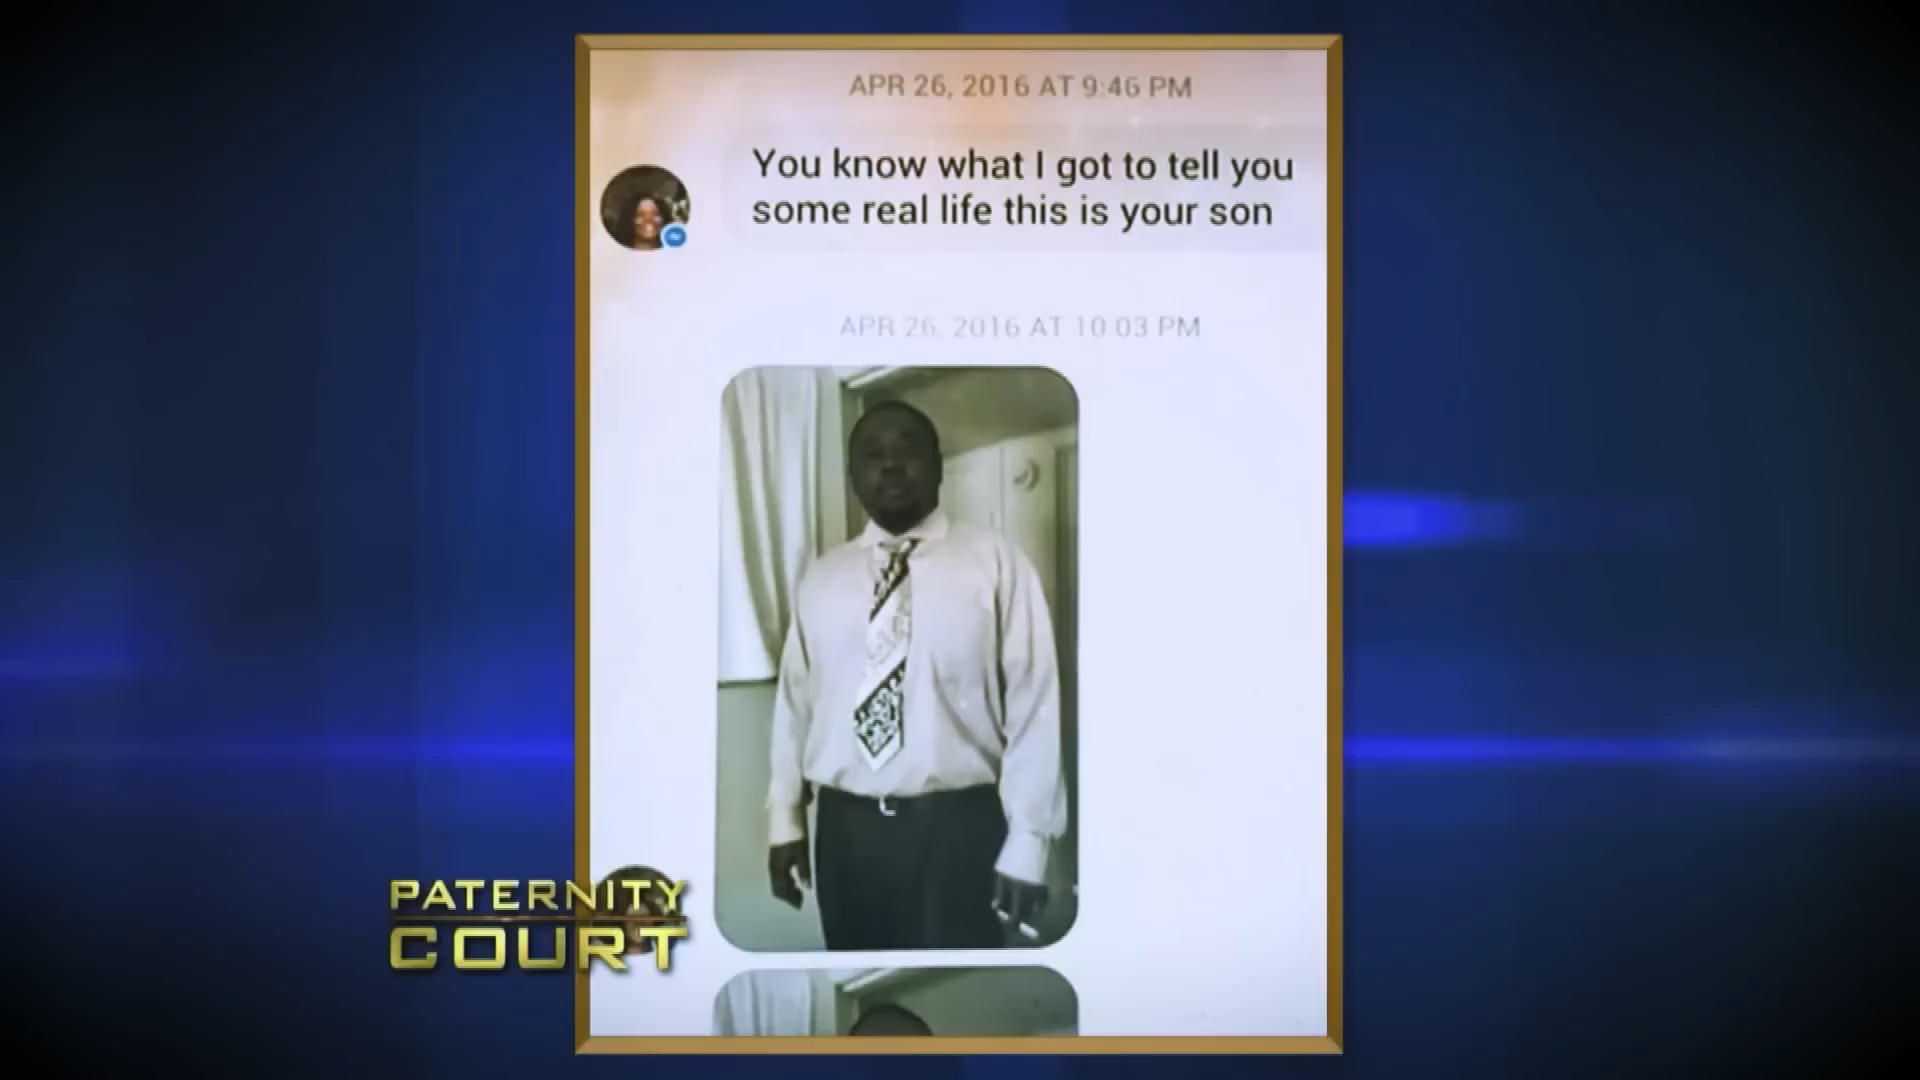 APR 26, 2016 AT 9:46 PM
You know what I got to tell you
some real life this is your son
APR 26, 2016 AT 10:03 PM
PATERNITY
COURT